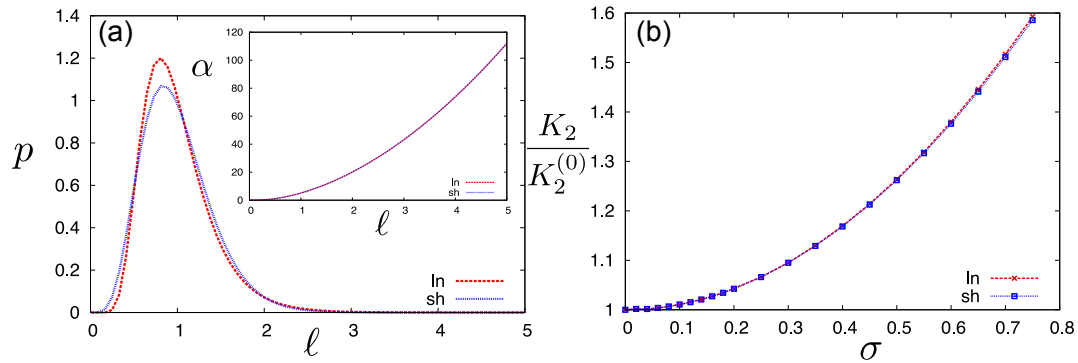 (a)
p
1.4
1.2
1
0.8
0.6
0.4
0.2
0
0 1 2 3 4 5
ℓ
ln
sh
α
120
100
80
60
40
20
0
0 1 2 3 4 5
ℓ
ln
sh
(b)
K₂
K₂⁽⁰⁾
1.6
1.5
1.4
1.3
1.2
1.1
1
0 0.1 0.2 0.3 0.4 0.5 0.6 0.7 0.8
σ
ln
sh